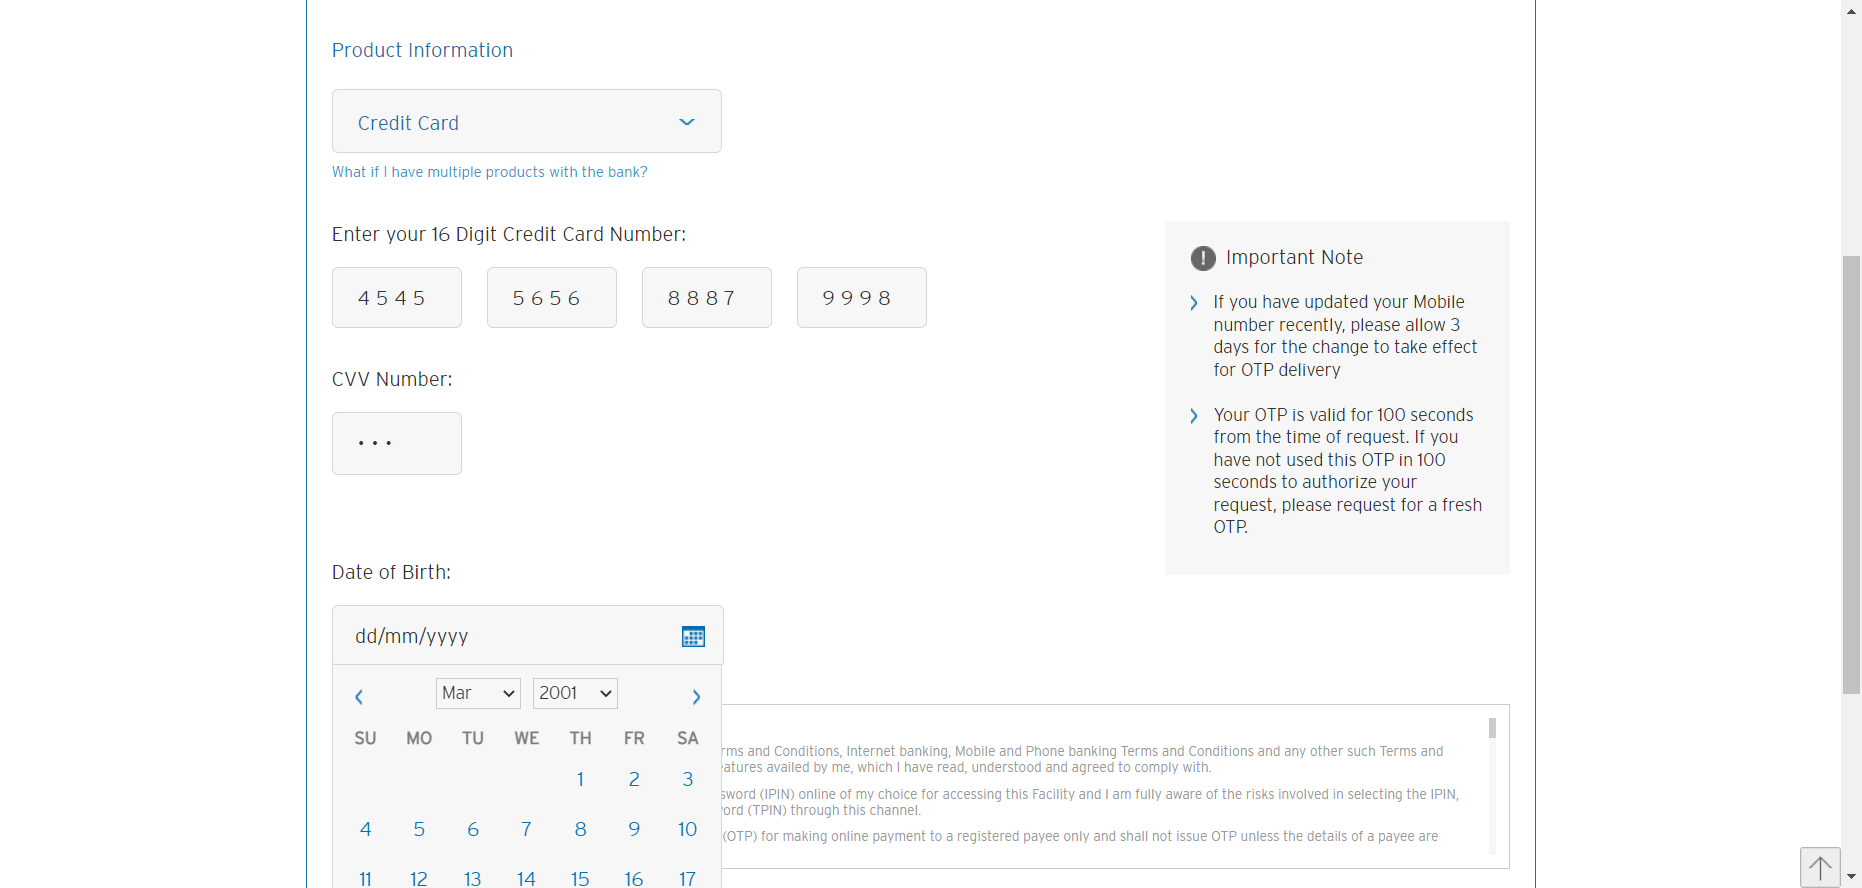 Product Information
Credit Card
What if I have multiple products with the bank?
Enter your 16 Digit Credit Card Number:
4545 5656 8887 9998
CVV Number:
Important Note
If you have updated your Mobile
number recently, please allow 3
days for the change to take effect
for OTP delivery
Your OTP is valid for 100 seconds
from the time of request. If you
have not used this OTP in 100
seconds to authorize your
request, please request for a fresh
OTP.
Date of Birth:
dd/mm/yyyy
Mar 2001
SU MO TU WE TH FR SA
1 2 3
4 5 6 7 8 9 10
11 12 13 14 15 16 17
and Conditions, Internet banking, Mobile and Phone banking Terms and Conditions and any other such Terms and
availed by me, which I have read, understood and agreed to comply with.
(IPIN) online of my choice for accessing this Facility and I am fully aware of the risks involved in selecting the IPIN,
(TPIN) through this channel.
(OTP) for making online payment to a registered payee only and shall not issue OTP unless the details of a payee are